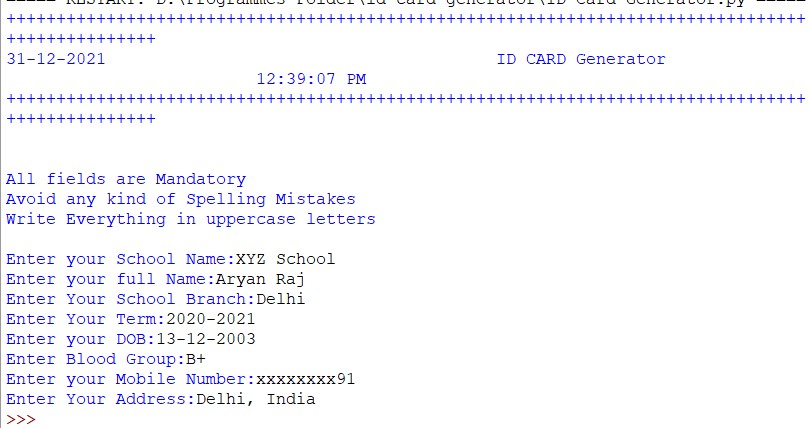 ===== RESTART: D:\Programmes Folder\id card generator\ID Card Generator.py =====
++++++++++++++++++++++++++++++++++++++++++++++++++++++++++++++++++++++++++++++++
+++++++++++++++
31-12-2021                                       ID CARD Generator
                         12:39:07 PM
++++++++++++++++++++++++++++++++++++++++++++++++++++++++++++++++++++++++++++++++
+++++++++++++++
All fields are Mandatory
Avoid any kind of Spelling Mistakes
Write Everything in uppercase letters
Enter your School Name:XYZ School
Enter your full Name:Aryan Raj
Enter Your School Branch:Delhi
Enter Your Term:2020-2021
Enter your DOB:13-12-2003
Enter Blood Group:B+
Enter your Mobile Number:xxxxxxxx91
Enter Your Address:Delhi, India
>>>